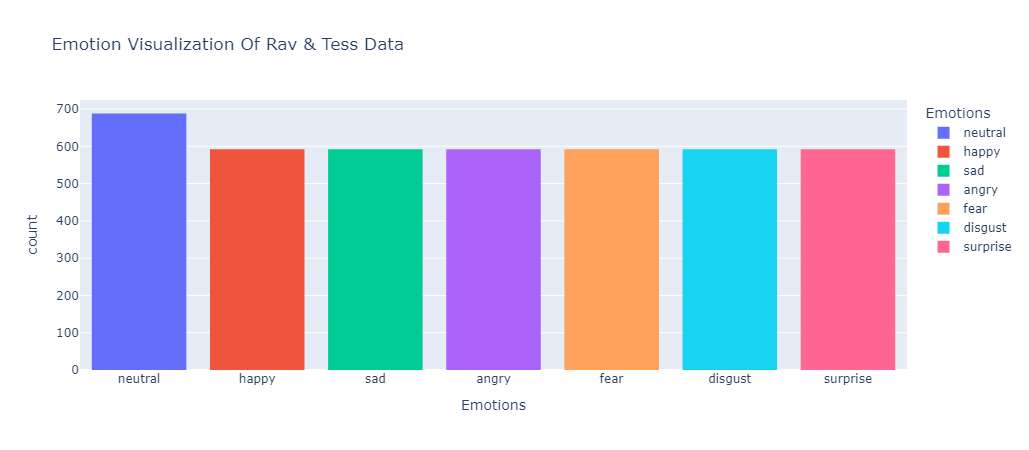 Emotion Visualization Of Rav & Tess Data
700
600
500
400
300
200
100
0
count
neutral happy sad angry fear disgust surprise
Emotions
Emotions
neutral
happy
sad
angry
fear
disgust
surprise